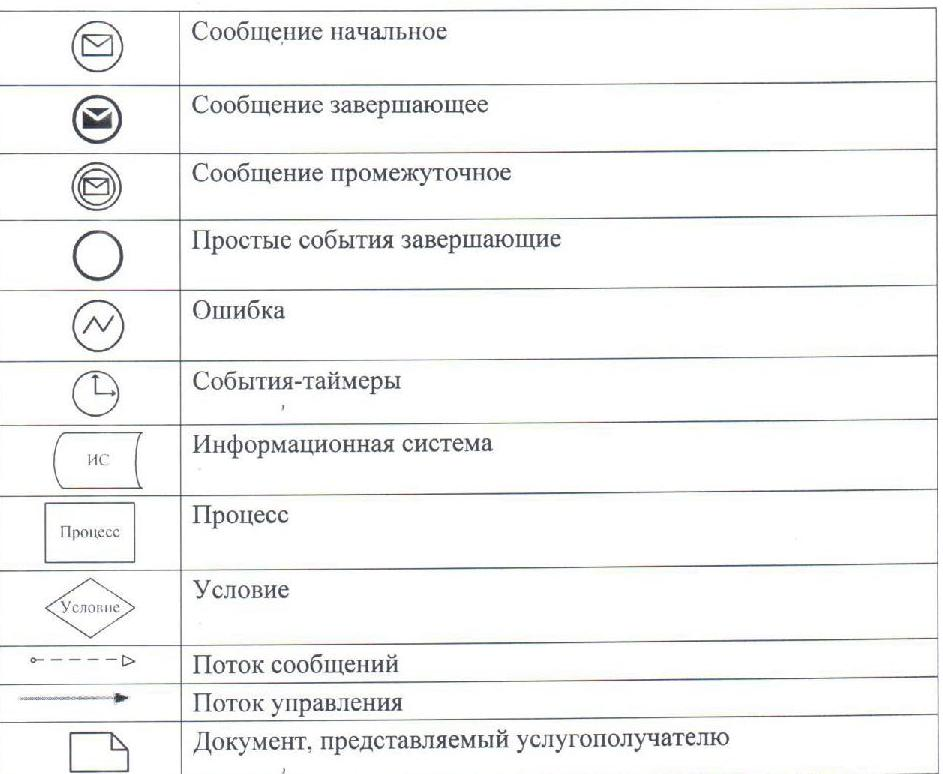 Сообщение начальное
Сообщение завершающее
Сообщение промежуточное
Простые события завершающие
Ошибка
События-таймеры
ИС
Информационная система
Процесс
Процесс
Условие
Условие
Поток сообщений
Поток управления
Документ, представляемый услугополучателю